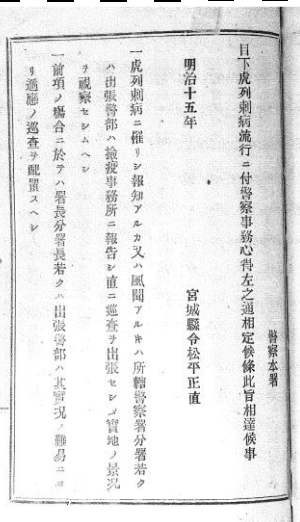 警察本署
目下虎列刺病流行ニ付警察事務心得左之通相定候條此旨相達候事
明治十五年
宮城縣令松平正直
一虎列刺病ニ罹リシ報知アルカ又ハ風聞アルキハ所轄警察署分署若ク
ハ出張警部ハ撿疫事務所ニ報告シ直ニ巡查ヲ出張セシメ實地ノ景況
ヲ視察セシムヘシ
一前項ノ塲合ニ於テハ署長分署長若クハ出張警部ハ其實況ノ難易ニヨ
リ適應ノ巡查ヲ配置スヘシ